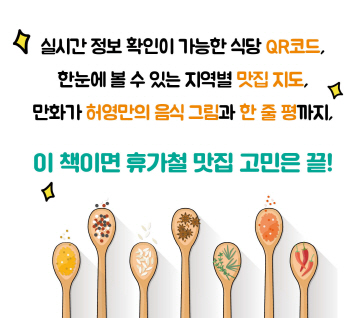 실시간 정보 확인이 가능한 식당 QR코드,
한눈에 볼 수 있는 지역별 맛집 지도,
만화가 허영만의 음식 그림과 한 줄 평까지,
이 책이면 휴가철 맛집 고민은 끝!